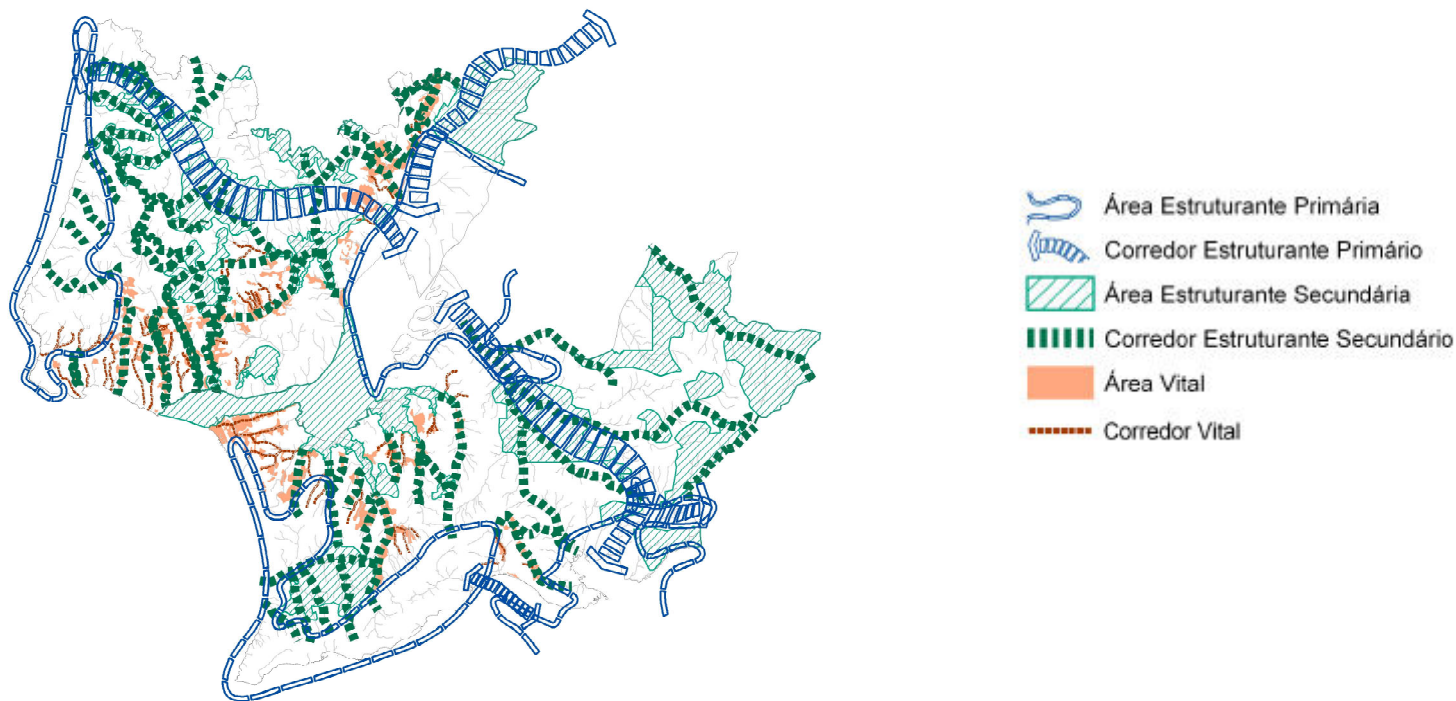 Área Estruturante Primária
Corredor Estruturante Primário
Área Estruturante Secundária
Corredor Estruturante Secundário
Área Vital
Corredor Vital